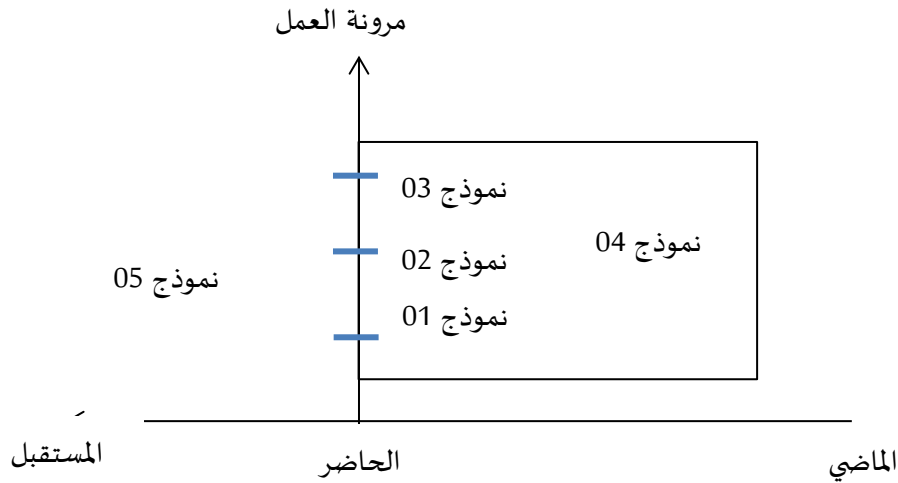 مرونة العمل
نموذج 03
نموذج 04
نموذج 02
نموذج 05
نموذج 01
الماضي
الحاضر
المستقبل